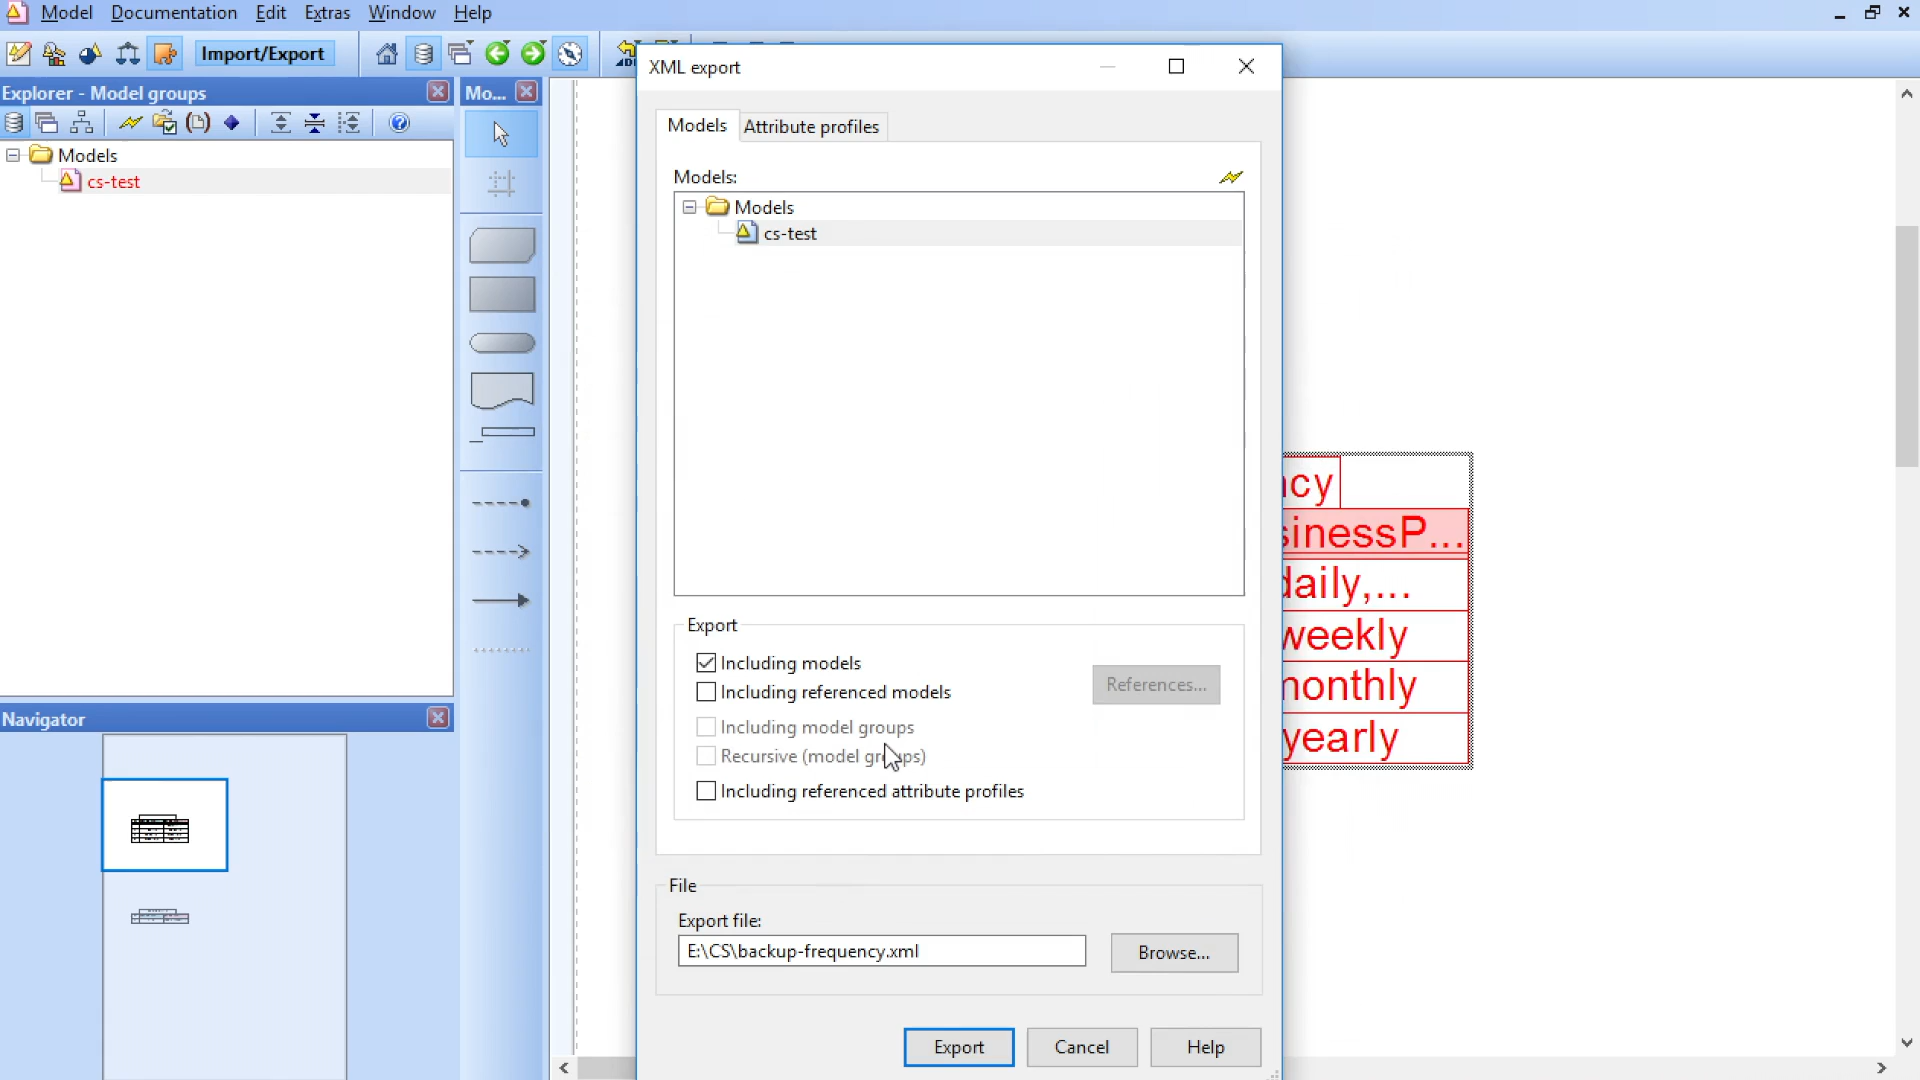 Model Documentation Edit Extras Window Help
Import/Export
Explorer - Model groups
Mo...
Models
cs-test
Navigator
XML export
Models Attribute profiles
Models:
Models
cs-test
Export
Including models
Including referenced models
References...
Including model groups
Recursive (model groups)
Including referenced attribute profiles
File
Export file:
E:\CS\backup-frequency.xml
Browse...
Export Cancel Help
ncy
sinessP...
daily,...
weekly
monthly
yearly